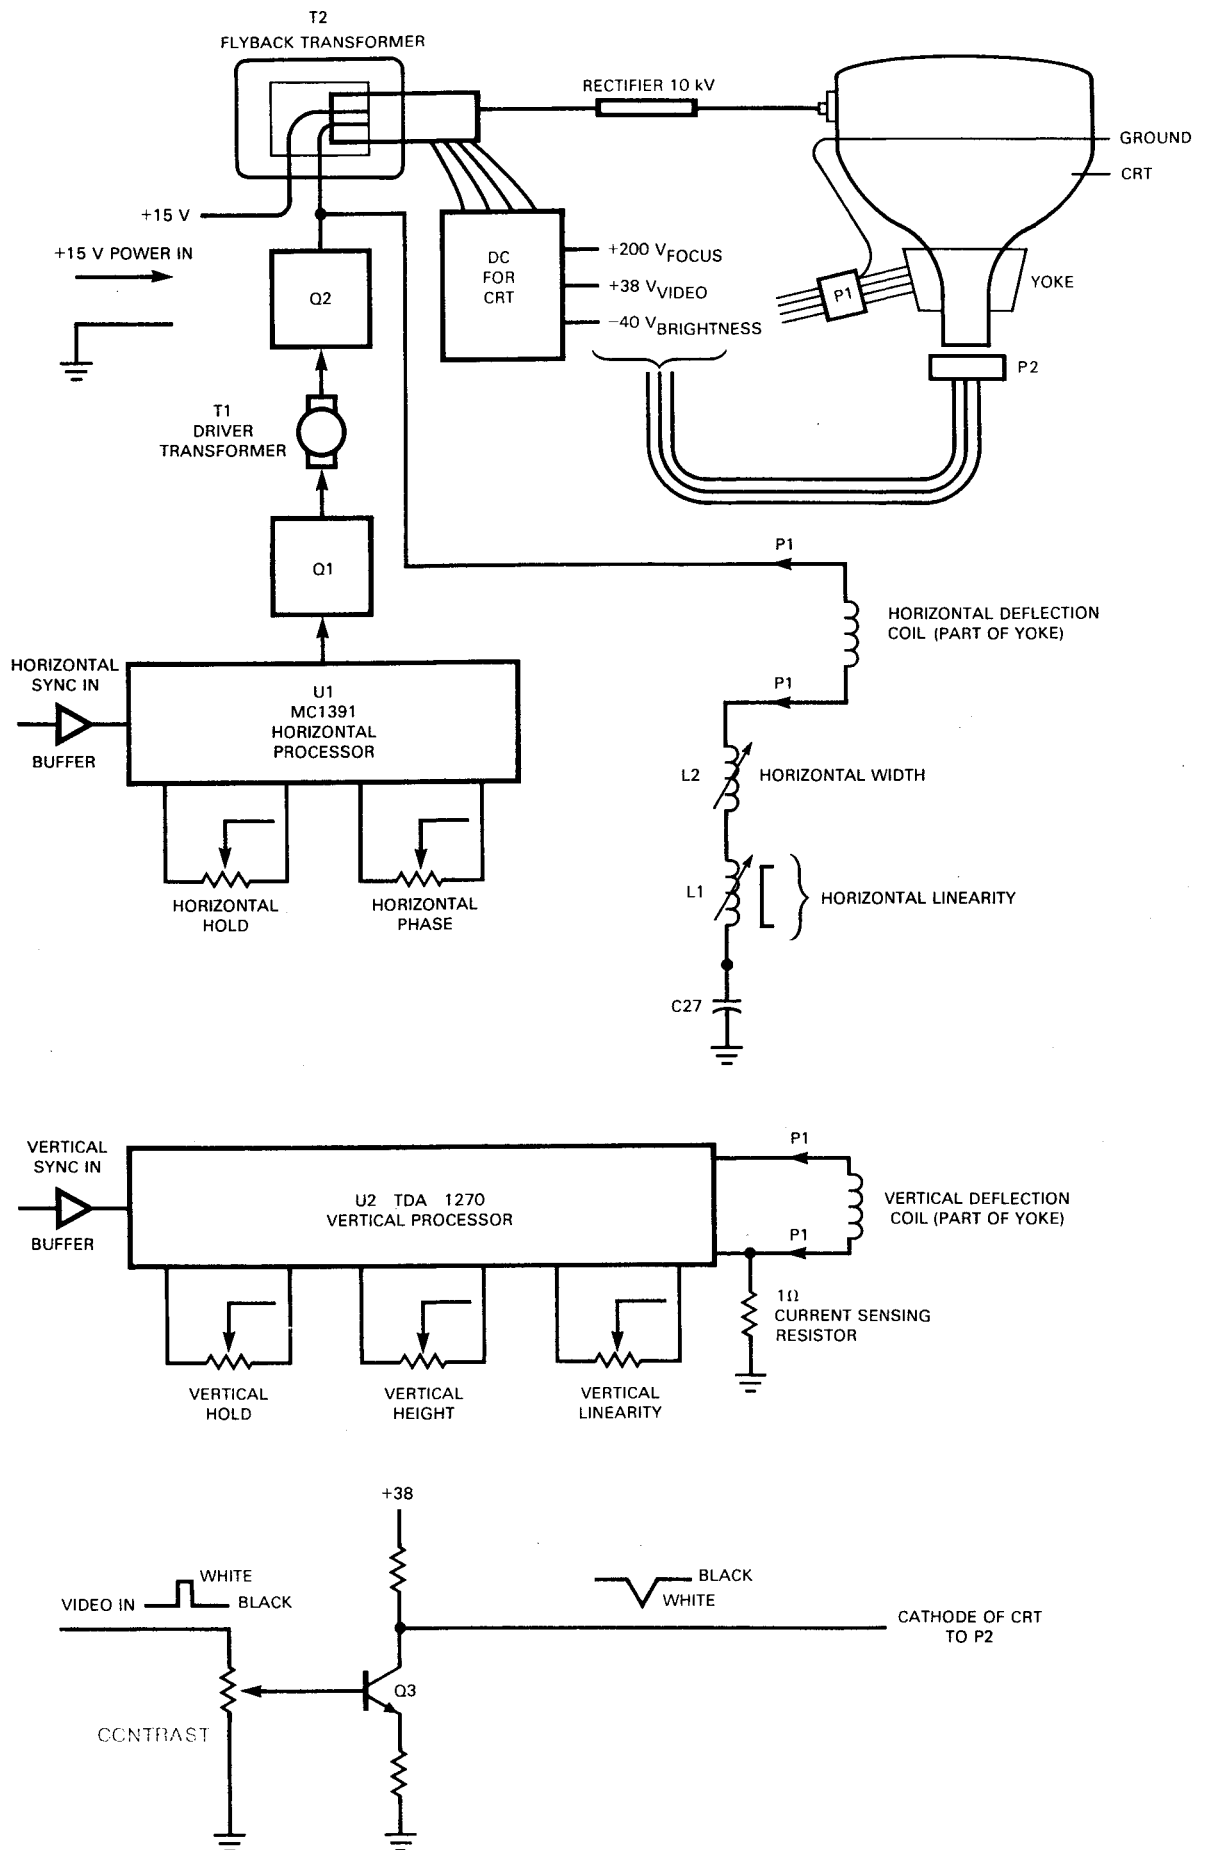 T2
FLYBACK TRANSFORMER
RECTIFIER 10 kV
GROUND
CRT
+15 V
+15 V POWER IN
Q2
DC
FOR
CRT
+200 VFOCUS
+38 VVIDEO
−40 VBRIGHTNESS
P1
YOKE
P2
T1
DRIVER
TRANSFORMER
Q1
P1
HORIZONTAL DEFLECTION
COIL (PART OF YOKE)
P1
HORIZONTAL
SYNC IN
BUFFER
U1
MC1391
HORIZONTAL
PROCESSOR
L2
HORIZONTAL WIDTH
L1
HORIZONTAL LINEARITY
HORIZONTAL
HOLD
HORIZONTAL
PHASE
C27
VERTICAL
SYNC IN
BUFFER
U2 TDA 1270
VERTICAL PROCESSOR
P1
VERTICAL DEFLECTION
COIL (PART OF YOKE)
P1
1Ω
CURRENT SENSING
RESISTOR
VERTICAL
HOLD
VERTICAL
HEIGHT
VERTICAL
LINEARITY
+38
WHITE
VIDEO IN
BLACK
BLACK
WHITE
CATHODE OF CRT
TO P2
Q3
CONTRAST